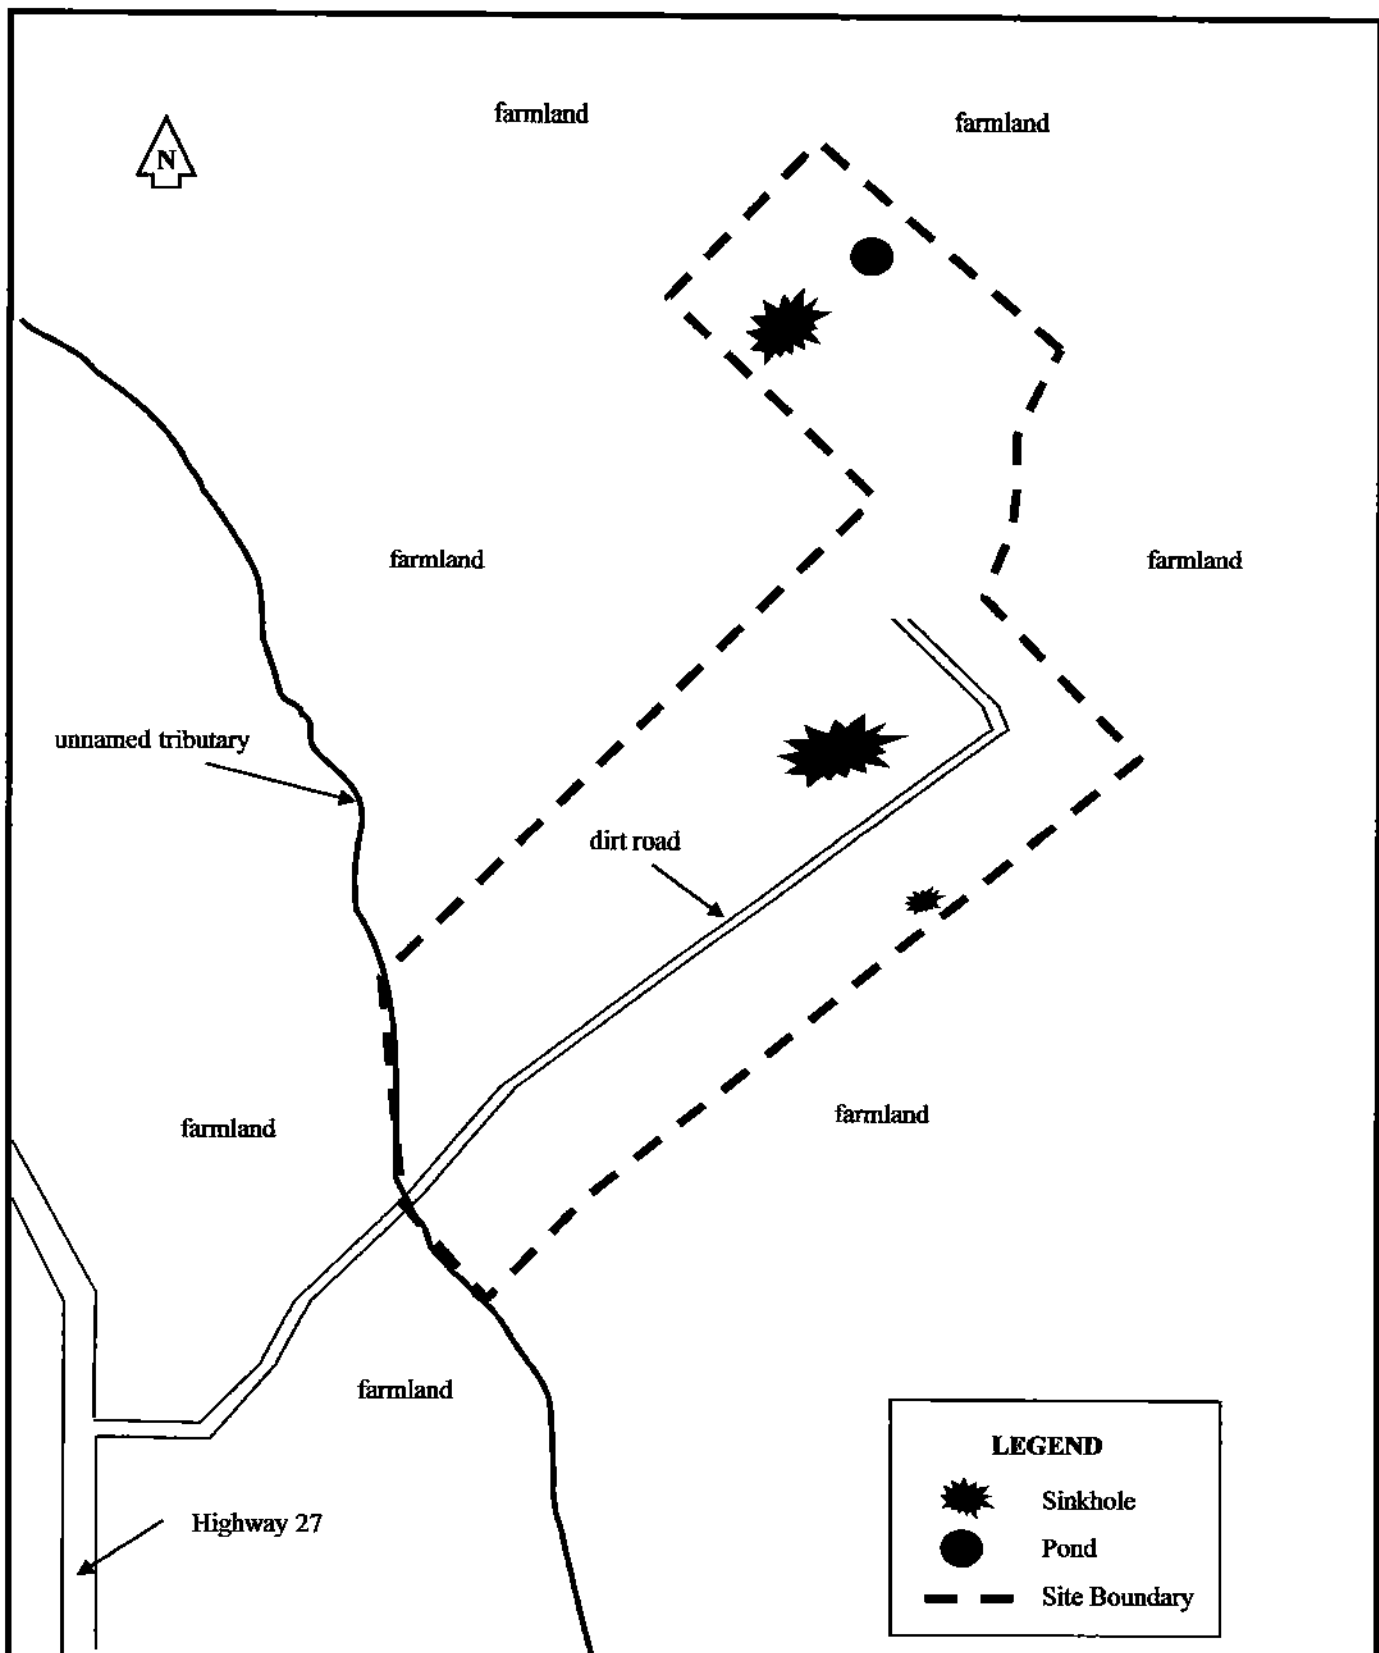 farmland
farmland
N
farmland
farmland
unnamed tributary
dirt road
farmland
farmland
farmland
LEGEND
Sinkhole
Pond
Site Boundary
Highway 27